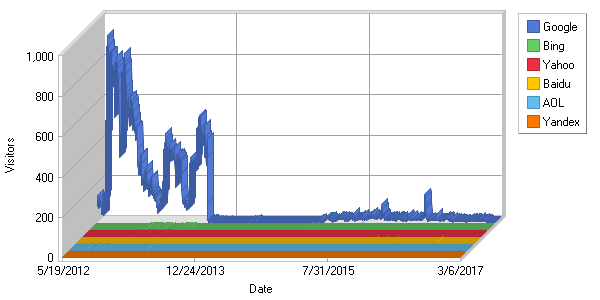 1,000
800
600
400
200
0
Visitors
5/19/2012
12/24/2013
7/31/2015
3/6/2017
Date
Google
Bing
Yahoo
Baidu
AOL
Yandex